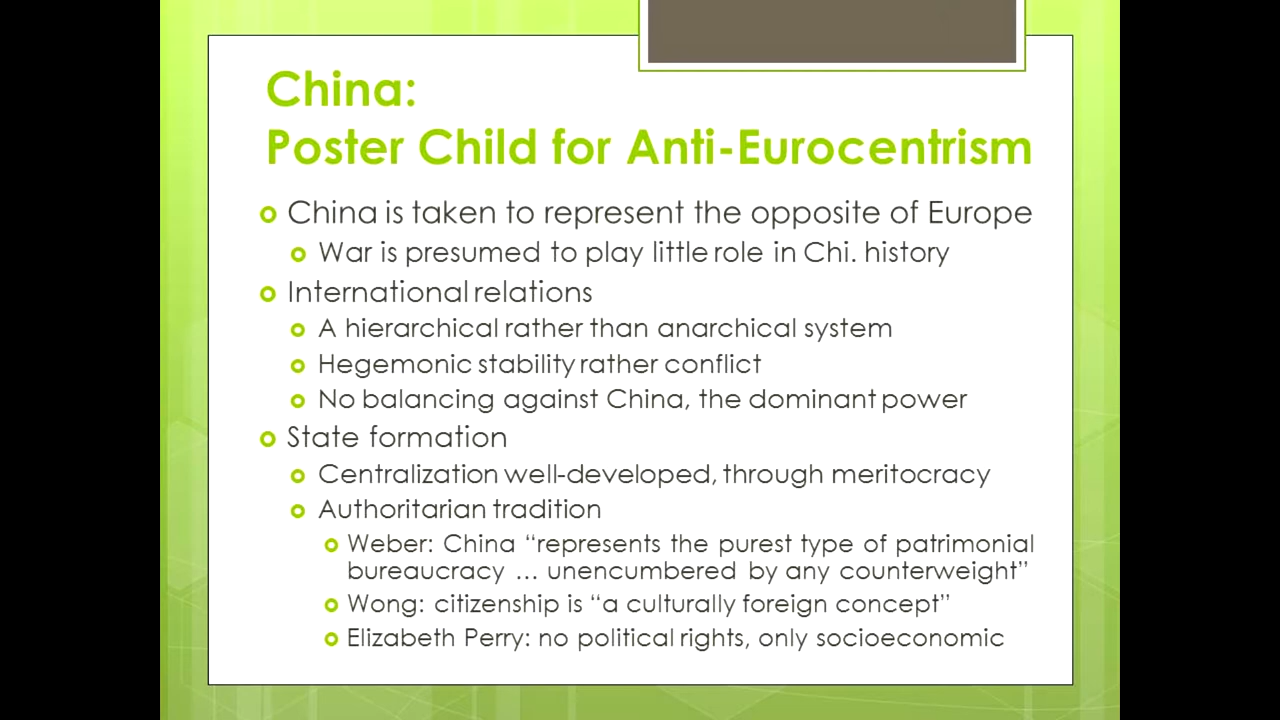 China:
Poster Child for Anti-Eurocentrism
China is taken to represent the opposite of Europe
War is presumed to play little role in Chi. history
International relations
A hierarchical rather than anarchical system
Hegemonic stability rather conflict
No balancing against China, the dominant power
State formation
Centralization well-developed, through meritocracy
Authoritarian tradition
Weber: China “represents the purest type of patrimonial
bureaucracy … unencumbered by any counterweight”
Wong: citizenship is “a culturally foreign concept”
Elizabeth Perry: no political rights, only socioeconomic